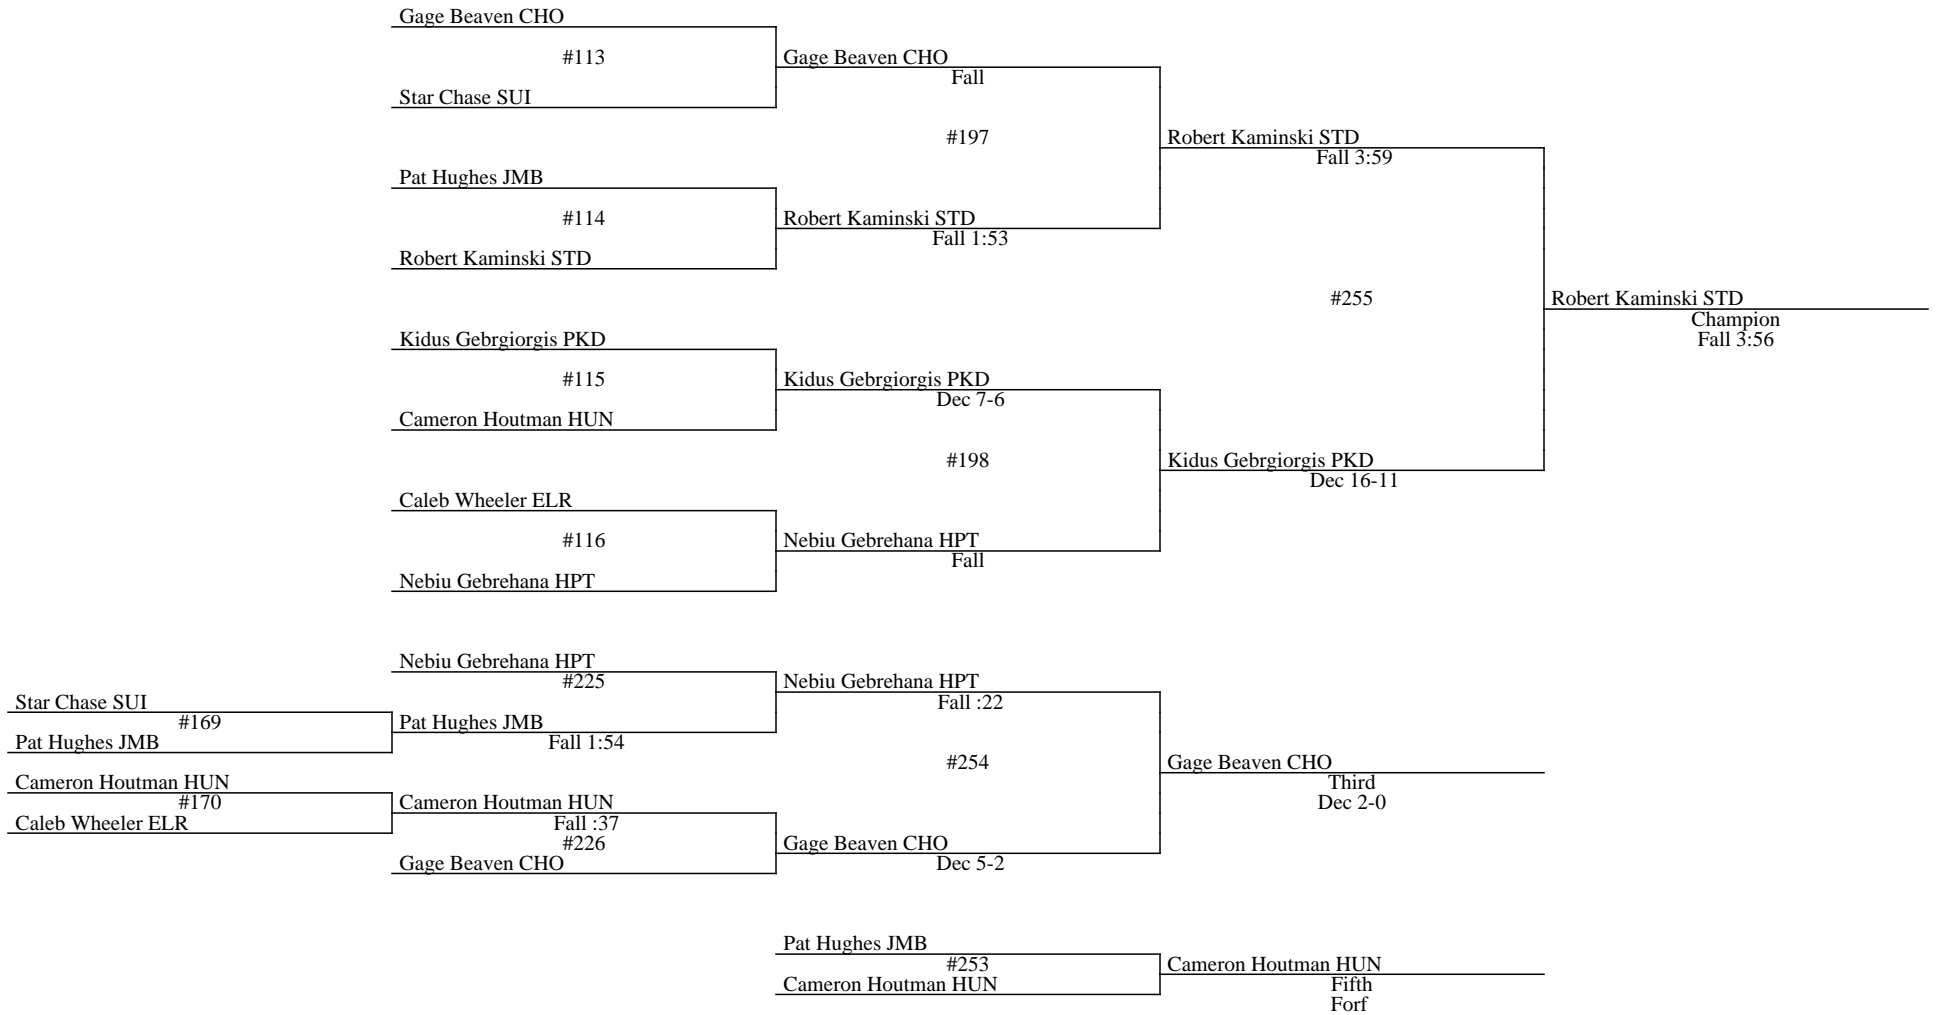 Gage Beaven CHO
#113
Gage Beaven CHO
Fall
Star Chase SUI
#197
Robert Kaminski STD
Fall 3:59
Pat Hughes JMB
#114
Robert Kaminski STD
Fall 1:53
Robert Kaminski STD
#255
Robert Kaminski STD
Champion
Fall 3:56
Kidus Gebrgiorgis PKD
#115
Kidus Gebrgiorgis PKD
Dec 7-6
Cameron Houtman HUN
#198
Kidus Gebrgiorgis PKD
Dec 16-11
Caleb Wheeler ELR
#116
Nebiu Gebrehana HPT
Fall
Nebiu Gebrehana HPT
Nebiu Gebrehana HPT
#225
Nebiu Gebrehana HPT
Fall :22
Star Chase SUI
#169
Pat Hughes JMB
Fall 1:54
Pat Hughes JMB
#254
Gage Beaven CHO
Third
Dec 2-0
Cameron Houtman HUN
#170
Cameron Houtman HUN
Fall :37
Caleb Wheeler ELR
#226
Gage Beaven CHO
Dec 5-2
Gage Beaven CHO
Pat Hughes JMB
#253
Cameron Houtman HUN
Fifth
Forf
Cameron Houtman HUN